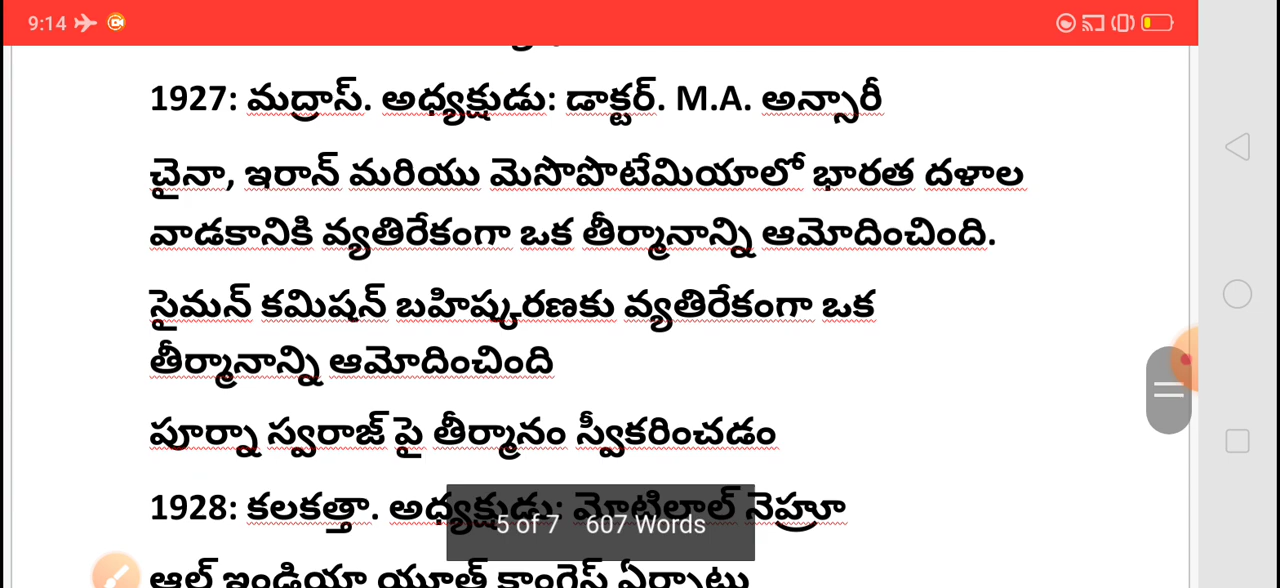 9:14
1927: మద్రాస్. అధ్యక్షుడు: డాక్టర్. M.A. అన్సారీ
చైనా, ఇరాన్ మరియు మెసొపొటేమియాలో భారత దళాల
వాడకానికి వ్యతిరేకంగా ఒక తీర్మానాన్ని ఆమోదించింది.
సైమన్ కమిషన్ బహిష్కరణకు వ్యతిరేకంగా ఒక
తీర్మానాన్ని ఆమోదించింది
పూర్నా స్వరాజ్ పై తీర్మానం స్వీకరించడం
1928: కలకత్తా. అధ్యక్షుడు: మోటిలాల్ నెహ్రూ
5 of 7 607 Words
ఆల్ ఇండియా యూత్ కాంగ్రెస్ ఏర్పాటు